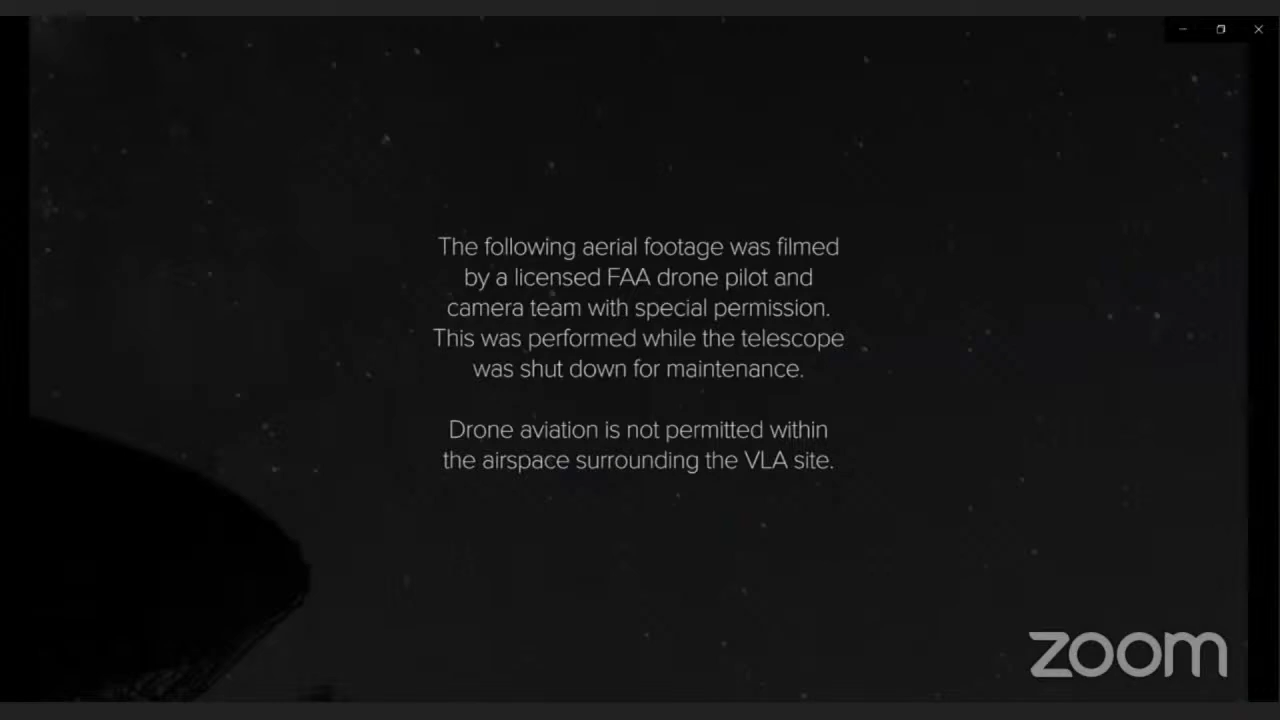 The following aerial footage was filmed
by a licensed FAA drone pilot and
camera team with special permission.
This was performed while the telescope
was shut down for maintenance.
Drone aviation is not permitted within
the airspace surrounding the VLA site.
zoom